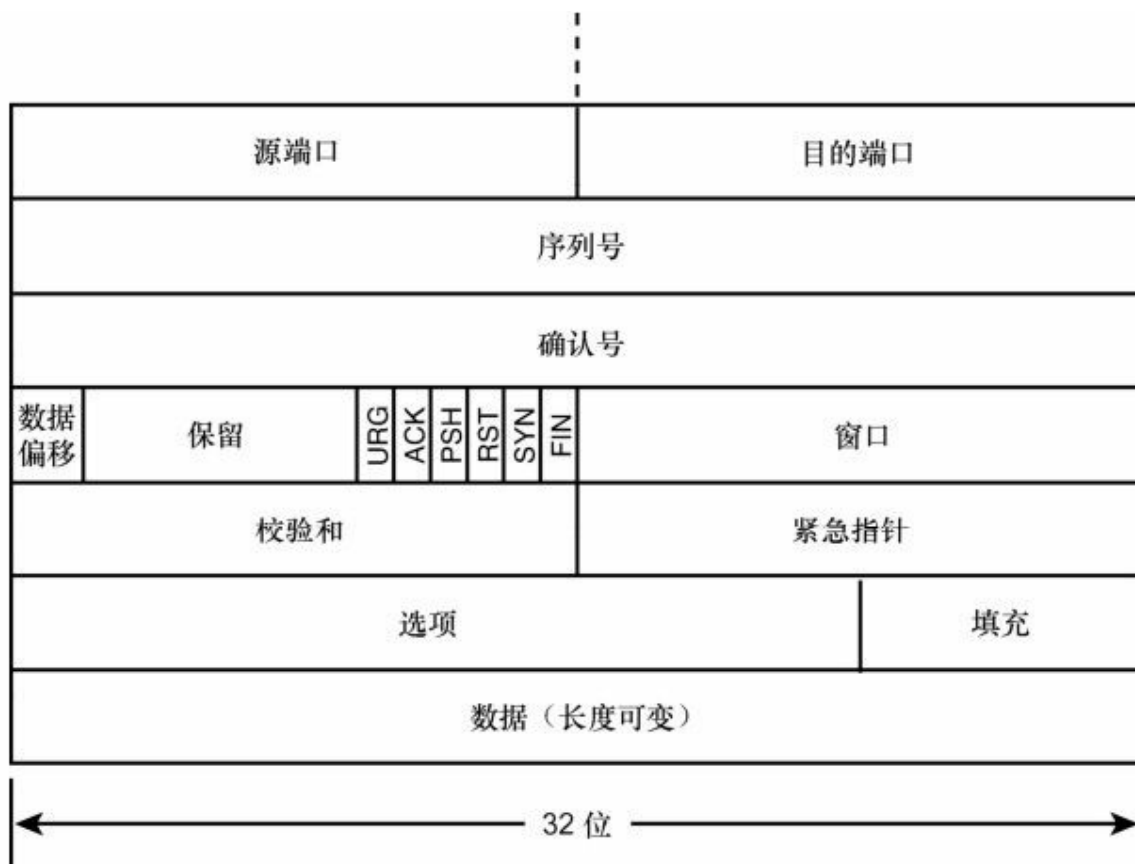 源端口
目的端口
序列号
确认号
数据
偏移
保留
URG
ACK
PSH
RST
SYN
FIN
窗口
校验和
紧急指针
选项
填充
数据（长度可变）
32 位